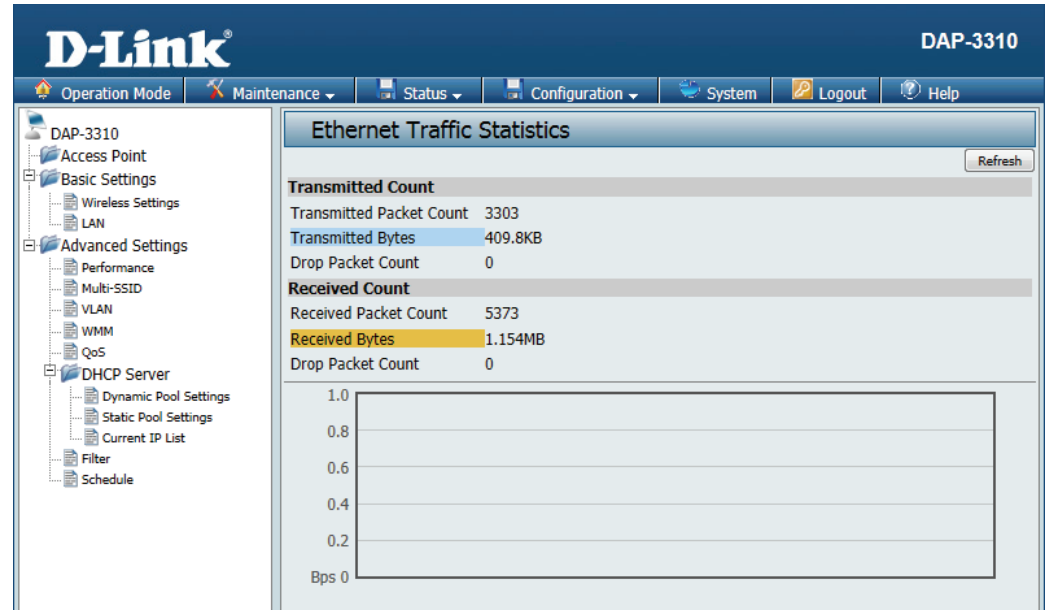 D-Link®
DAP-3310
Operation Mode Maintenance Status Configuration System Logout Help
DAP-3310
Access Point
Basic Settings
Wireless Settings
LAN
Advanced Settings
Performance
Multi-SSID
VLAN
WMM
QoS
DHCP Server
Dynamic Pool Settings
Static Pool Settings
Current IP List
Filter
Schedule
Ethernet Traffic Statistics
Refresh
Transmitted Count
Transmitted Packet Count 3303
Transmitted Bytes 409.8KB
Drop Packet Count 0
Received Count
Received Packet Count 5373
Received Bytes 1.154MB
Drop Packet Count 0
1.0
0.8
0.6
0.4
0.2
Bps 0